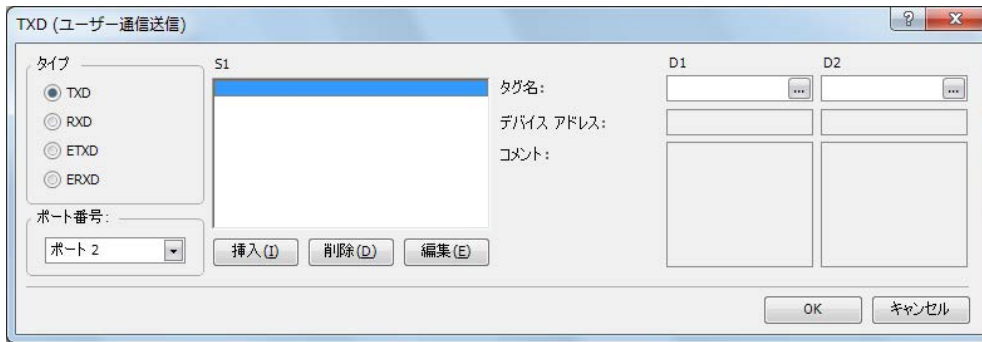 TXD (ユーザー通信送信)
タイプ
TXD
RXD
ETXD
ERXD
ポート番号:
ポート 2
S1
挿入(I)
削除(D)
編集(E)
D1
D2
タグ名:
...
...
デバイス アドレス:
コメント:
OK
キャンセル